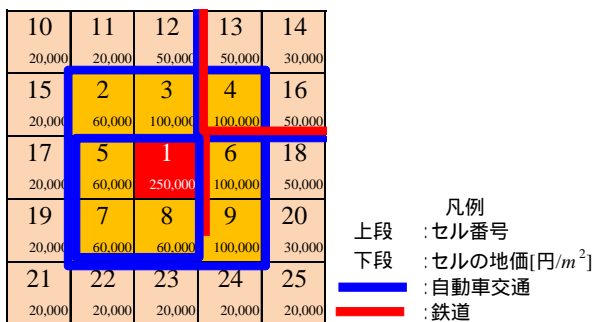 10 11 12 13 14
20,000 20,000 50,000 50,000 30,000
15 2 3 4 16
20,000 60,000 100,000 100,000 50,000
17 5 1 6 18
20,000 60,000 250,000 100,000 50,000
19 7 8 9 20
20,000 60,000 60,000 100,000 30,000
21 22 23 24 25
20,000 20,000 20,000 20,000 20,000
凡例
上段 :セル番号
下段 :セルの地価[円/m²]
:自動車交通
:鉄道